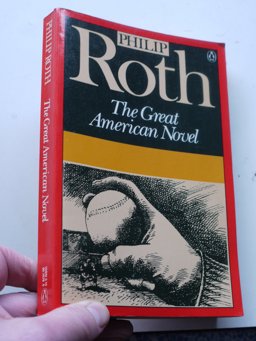 PHILIP
Roth
The Great
American Novel
PHILIP ROTH
The Great American Novel